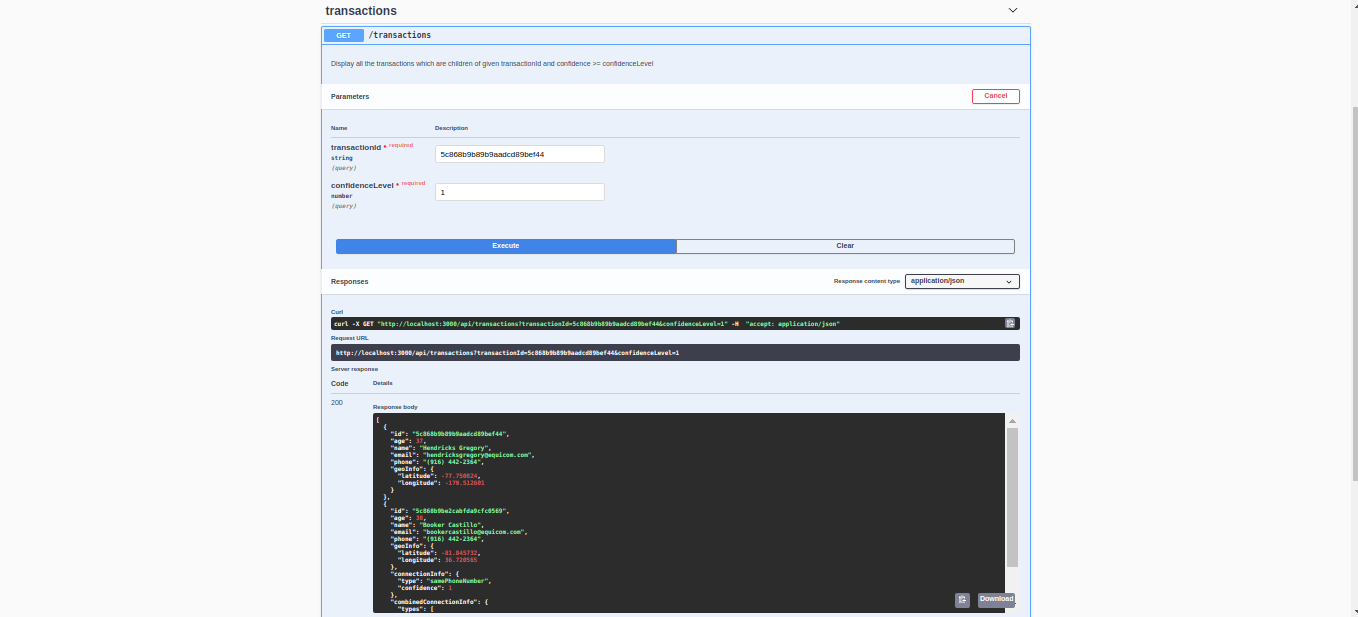 transactions
GET /transactions
Display all the transactions which are children of given transactionId and confidence >= confidenceLevel
Parameters
Cancel
Name Description
transactionId * required
string
(query)
5c868b9b89b9aadcd89bef44
confidenceLevel * required
number
(query)
1
Execute
Clear
Responses
Response content type
application/json
Curl
curl -X GET "http://localhost:3000/api/transactions?transactionId=5c868b9b89b9aadcd89bef44&confidenceLevel=1" -H "accept: application/json"
Request URL
http://localhost:3000/api/transactions?transactionId=5c868b9b89b9aadcd89bef44&confidenceLevel=1
Server response
Code Details
200
Response body
[
{
"id": "5c868b9b89b9aadcd89bef44",
"age": 37,
"name": "Hendricks Gregory",
"email": "hendricksgregory@equicom.com",
"phone": "(916) 442-2364",
"geoInfo": {
"latitude": -77.750824,
"longitude": -179.512601
}
},
{
"id": "5c868b9be2cabfda9cfc0569",
"age": 38,
"name": "Booker Castillo",
"email": "bookercastillo@equicom.com",
"phone": "(916) 442-2364",
"geoInfo": {
"latitude": -81.845732,
"longitude": 36.720565
},
"connectionInfo": {
"type": "samePhoneNumber",
"confidence": 1
},
"combinedConnectionInfo": {
"types": [
Download